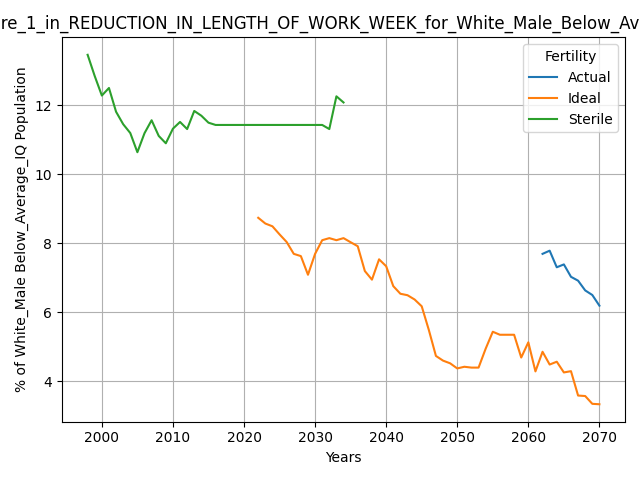 re_1_in_REDUCTION_IN_LENGTH_OF_WORK_WEEK_for_White_Male_Below_Av
% of White_Male Below_Average_IQ Population
12
10
8
6
4
2000 2010 2020 2030 2040 2050 2060 2070
Years
Fertility
Actual
Ideal
Sterile